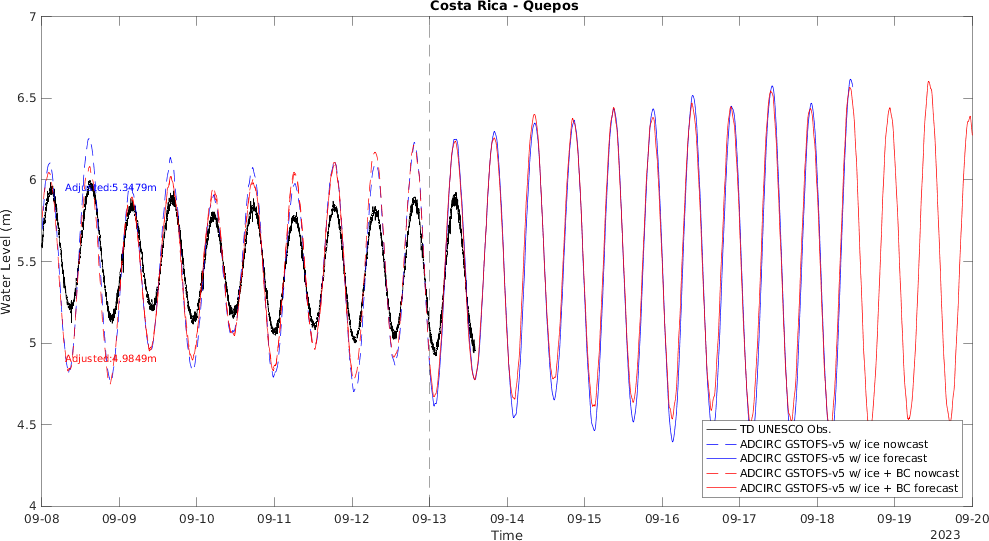 Costa Rica - Quepos
7
6.5
6
5.5
5
4.5
4
Water Level (m)
Adjusted:5.3479m
Adjusted:4.9849m
TD UNESCO Obs.
ADCIRC GSTOFS-v5 w/ ice nowcast
ADCIRC GSTOFS-v5 w/ ice forecast
ADCIRC GSTOFS-v5 w/ ice + BC nowcast
ADCIRC GSTOFS-v5 w/ ice + BC forecast
09-08 09-09 09-10 09-11 09-12 09-13 09-14 09-15 09-16 09-17 09-18 09-19 09-20
Time
2023